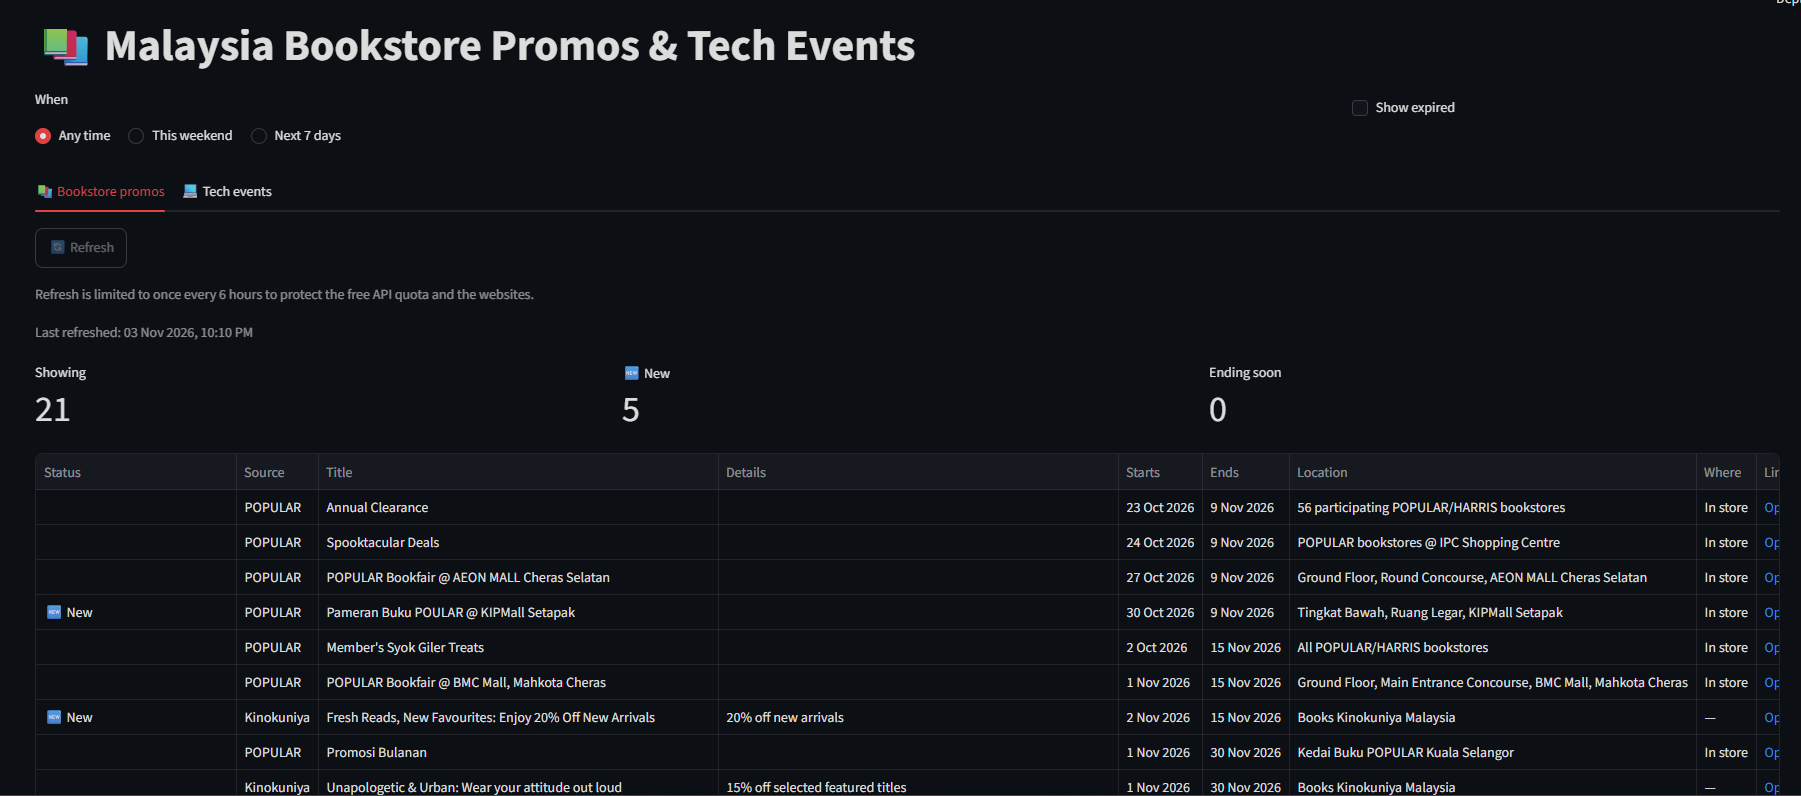 Malaysia Bookstore Promos & Tech Events
When
Show expired
Any time This weekend Next 7 days
Bookstore promos Tech events
Refresh
Refresh is limited to once every 6 hours to protect the free API quota and the websites.
Last refreshed: 03 Nov 2026, 10:10 PM
Showing NEW New Ending soon
21 5 0
Status Source Title Details Starts Ends Location Where
POPULAR Annual Clearance 23 Oct 2026 9 Nov 2026 56 participating POPULAR/HARRIS bookstores In store Op
POPULAR Spooktacular Deals 24 Oct 2026 9 Nov 2026 POPULAR bookstores @ IPC Shopping Centre In store Op
POPULAR POPULAR Bookfair @ AEON MALL Cheras Selatan 27 Oct 2026 9 Nov 2026 Ground Floor, Round Concourse, AEON MALL Cheras Selatan In store Op
NEW New POPULAR Pameran Buku POULAR @ KIPMall Setapak 30 Oct 2026 9 Nov 2026 Tingkat Bawah, Ruang Legar, KIPMall Setapak In store Op
POPULAR Member's Syok Giler Treats 2 Oct 2026 15 Nov 2026 All POPULAR/HARRIS bookstores In store Op
POPULAR POPULAR Bookfair @ BMC Mall, Mahkota Cheras 1 Nov 2026 15 Nov 2026 Ground Floor, Main Entrance Concourse, BMC Mall, Mahkota Cheras In store Op
NEW New Kinokuniya Fresh Reads, New Favourites: Enjoy 20% Off New Arrivals 20% off new arrivals 2 Nov 2026 15 Nov 2026 Books Kinokuniya Malaysia — Op
POPULAR Promosi Bulanan 1 Nov 2026 30 Nov 2026 Kedai Buku POPULAR Kuala Selangor In store Op
Kinokuniya Unapologetic & Urban: Wear your attitude out loud 15% off selected featured titles 1 Nov 2026 30 Nov 2026 Books Kinokuniya Malaysia — Op